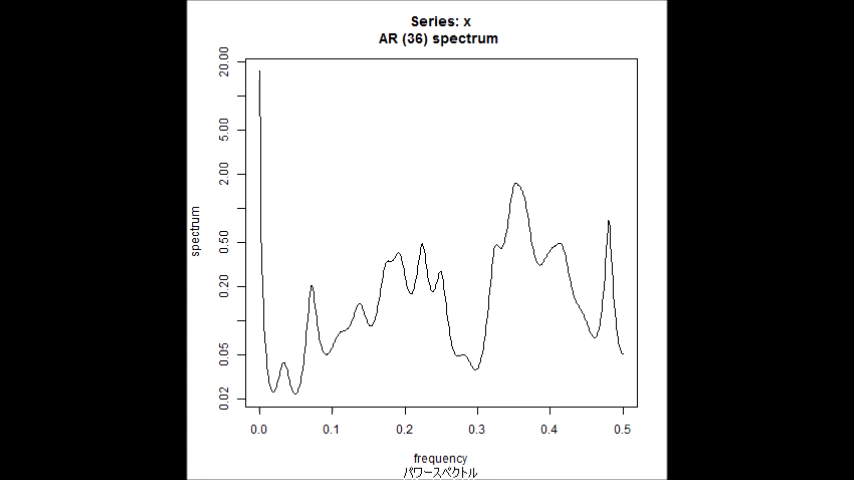 Series: x
AR (36) spectrum
spectrum
20.00
5.00
2.00
0.50
0.20
0.05
0.02
0.0 0.1 0.2 0.3 0.4 0.5
frequency
パワースペクトル